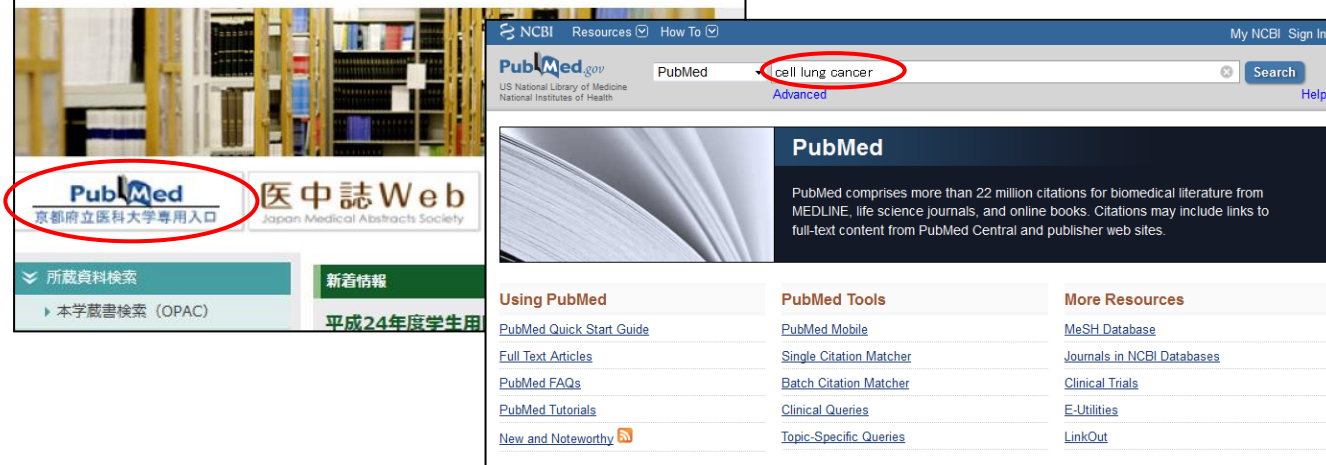 PubMed
京都府立医科大学専用入口
医中誌Web
Japan Medical Abstracts Society
所蔵資料検索
本学蔵書検索（OPAC）
新着情報
平成24年度学生用
NCBI Resources How To My NCBI Sign In
PubMed.gov
US National Library of Medicine
National Institutes of Health
PubMed
cell lung cancer
Search
Advanced
Help
PubMed
PubMed comprises more than 22 million citations for biomedical literature from
MEDLINE, life science journals, and online books. Citations may include links to
full-text content from PubMed Central and publisher web sites.
Using PubMed
PubMed Quick Start Guide
Full Text Articles
PubMed FAQs
PubMed Tutorials
New and Noteworthy
PubMed Tools
PubMed Mobile
Single Citation Matcher
Batch Citation Matcher
Clinical Queries
Topic-Specific Queries
More Resources
MeSH Database
Journals in NCBI Databases
Clinical Trials
E-Utilities
LinkOut